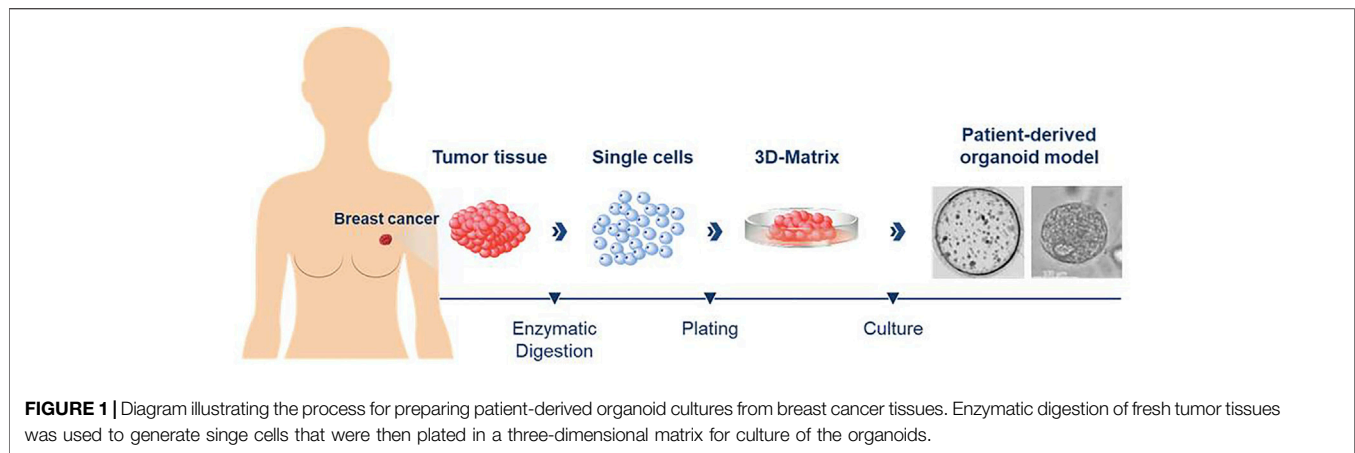 Patient-derived
organoid model
Tumor tissue
Single cells
3D-Matrix
Breast cancer
Enzymatic
Digestion
Plating
Culture
FIGURE 1 | Diagram illustrating the process for preparing patient-derived organoid cultures from breast cancer tissues. Enzymatic digestion of fresh tumor tissues
was used to generate singe cells that were then plated in a three-dimensional matrix for culture of the organoids.